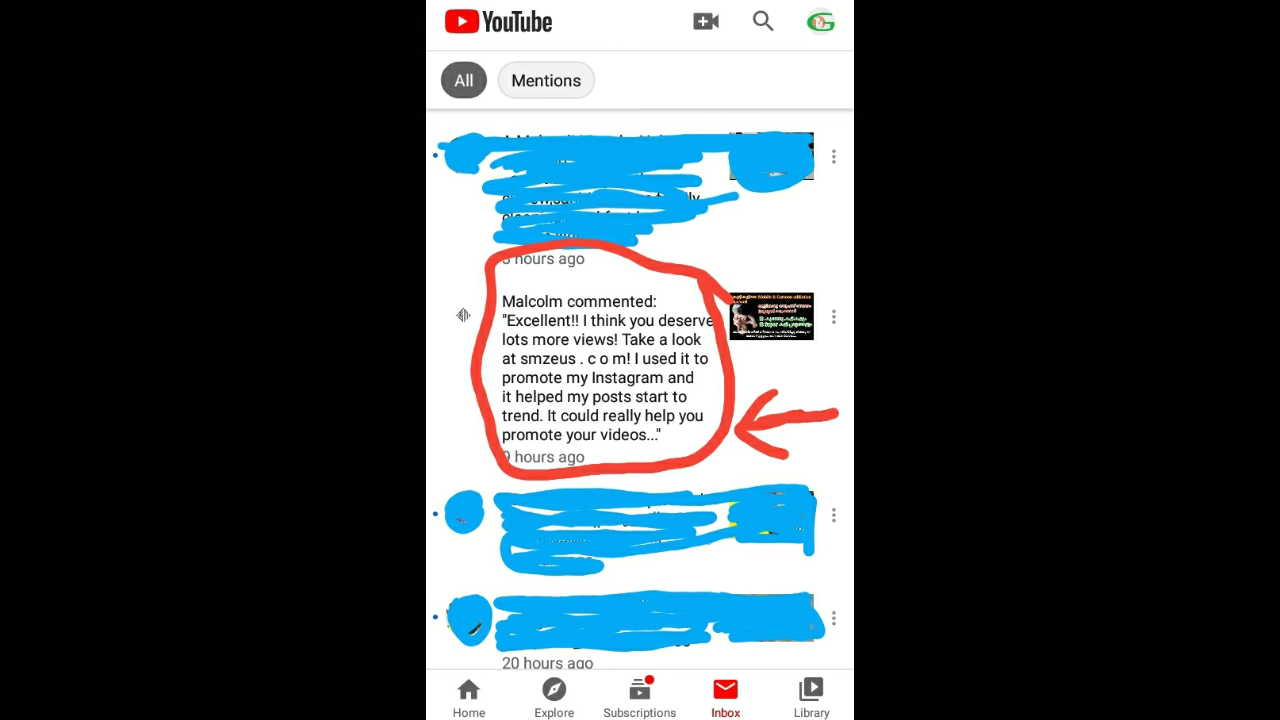 YouTube
All
Mentions
hours ago
Malcolm commented:
"Excellent!! I think you deserve
lots more views! Take a look
at smzeus . c o m! I used it to
promote my Instagram and
it helped my posts start to
trend. It could really help you
promote your videos..."
9 hours ago
20 hours ago
Home
Explore
Subscriptions
Inbox
Library